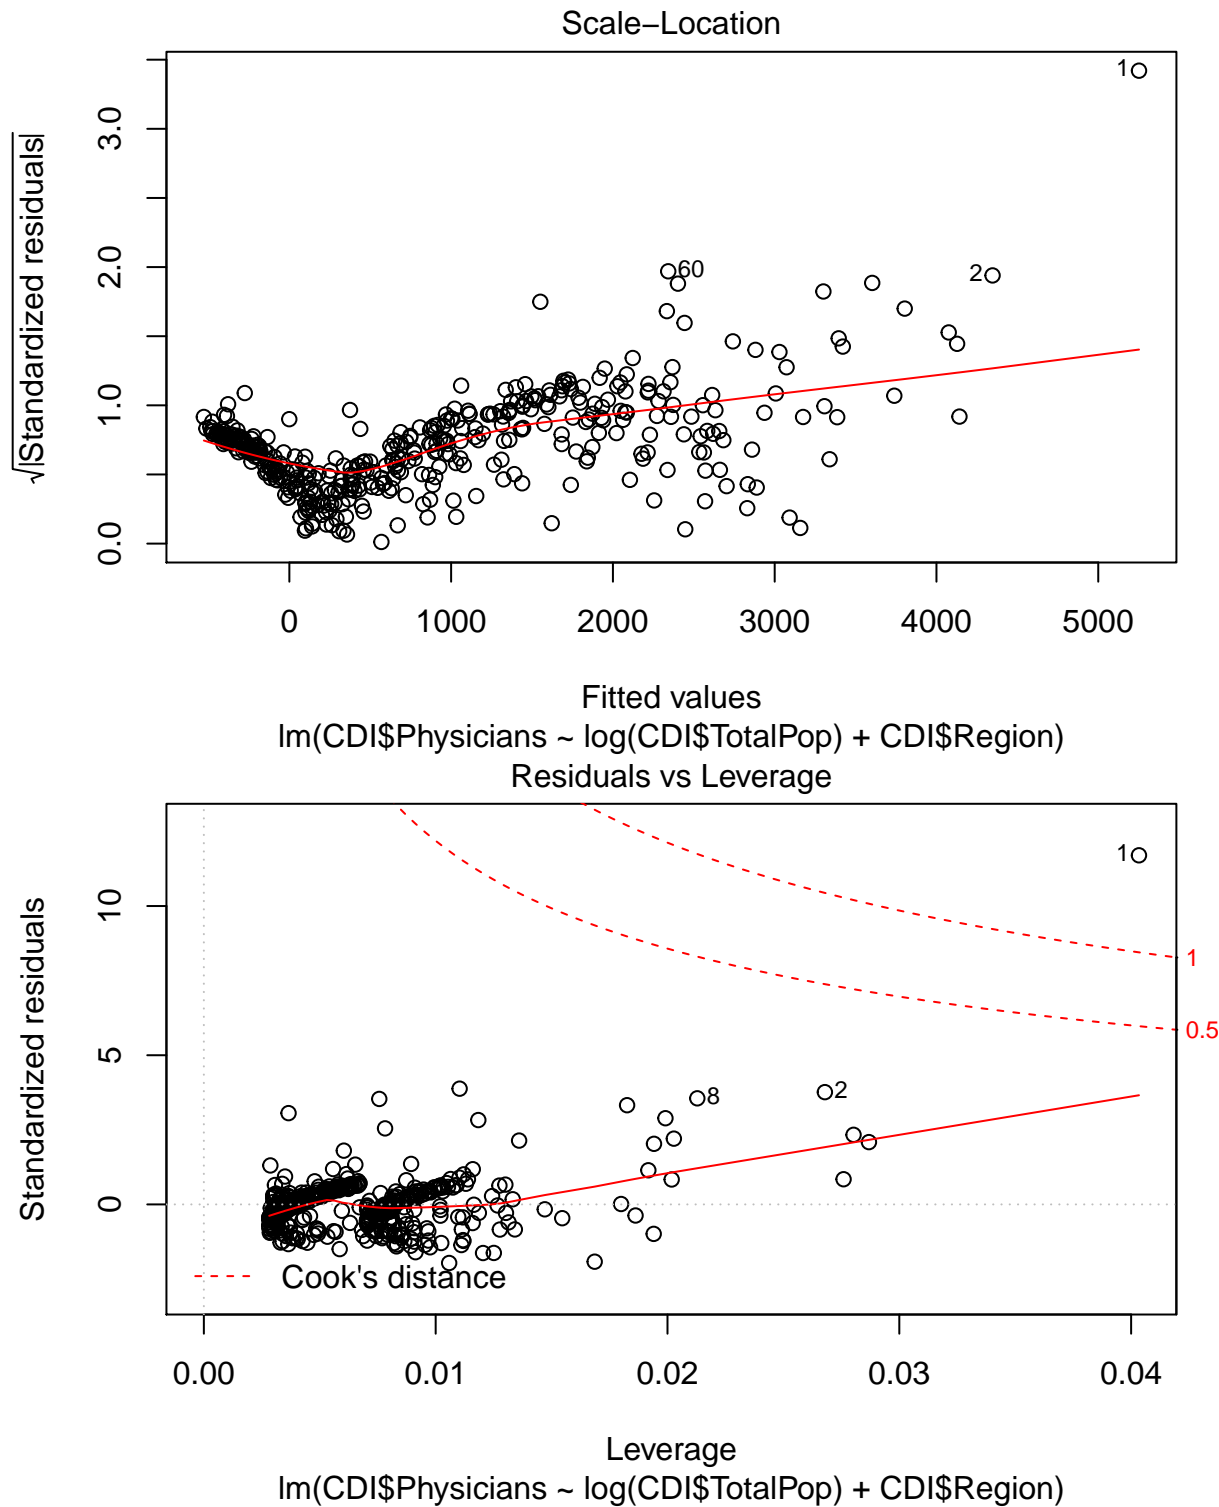 Scale−Location
1
60
2
√|Standardized residuals|
0.0
1.0
2.0
3.0
0
1000
2000
3000
4000
5000
Fitted values
lm(CDI$Physicians ~ log(CDI$TotalPop) + CDI$Region)
Residuals vs Leverage
1
1
0.5
8
2
Standardized residuals
0
5
10
Cook's distance
0.00
0.01
0.02
0.03
0.04
Leverage
lm(CDI$Physicians ~ log(CDI$TotalPop) + CDI$Region)